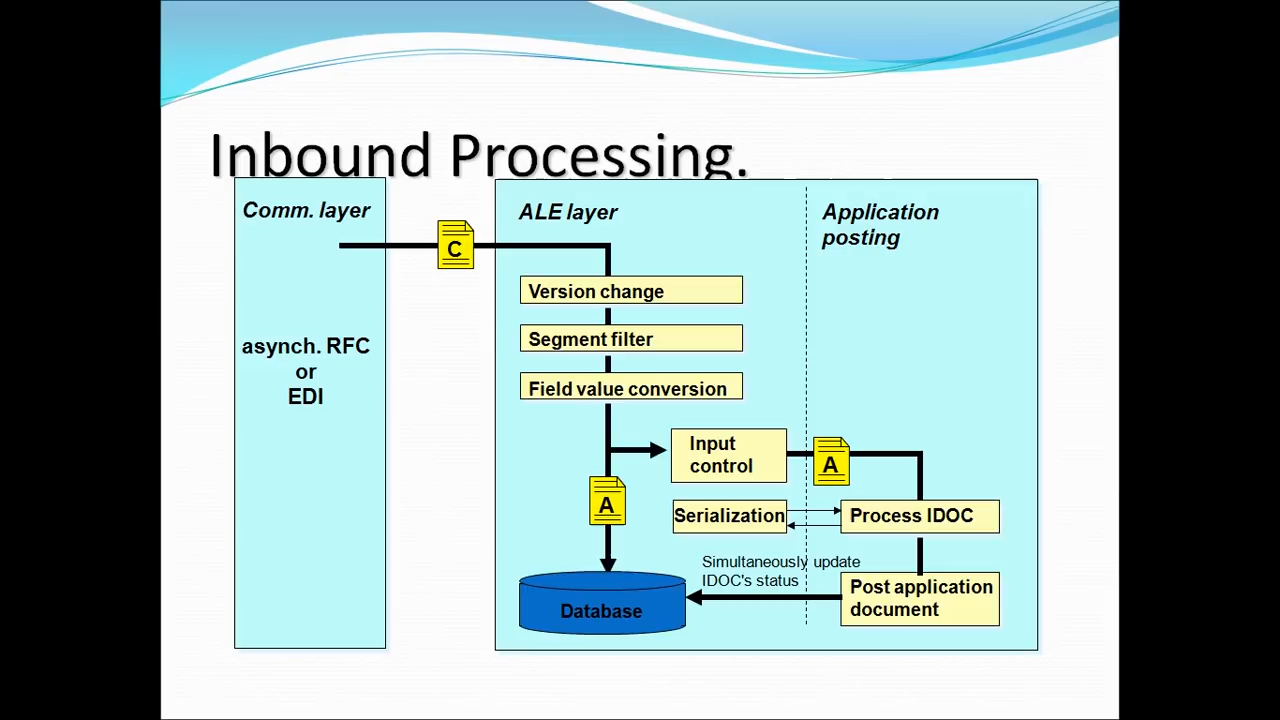 Inbound Processing.
Comm. layer
asynch. RFC
or
EDI
C
ALE layer
Version change
Segment filter
Field value conversion
Input
control
A
Serialization
A
Database
Simultaneously update
IDOC's status
Application
posting
Process IDOC
Post application
document